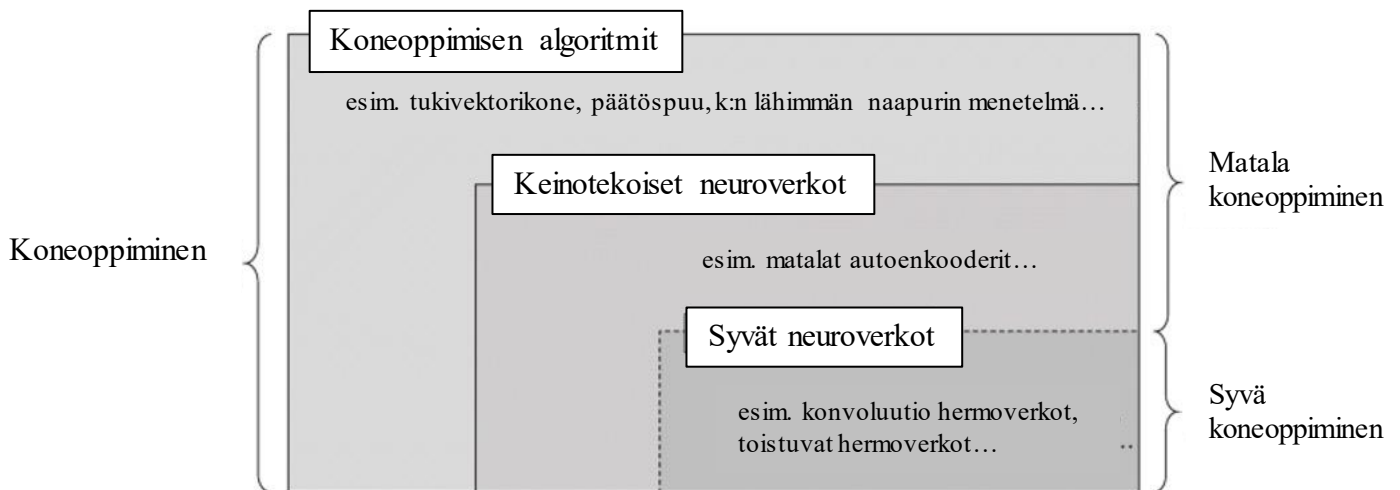 Koneoppimisen algoritmit
esim. tukivektorikone, päätöspuu, k:n lähimmän naapurin menetelmä…
Keinotekoiset neuroverkot
Matala
koneoppiminen
Koneoppiminen
esim. matalat autoenkooderit…
Syvät neuroverkot
esim. konvoluutio hermoverkot,
toistuvat hermoverkot…
Syvä
koneoppiminen